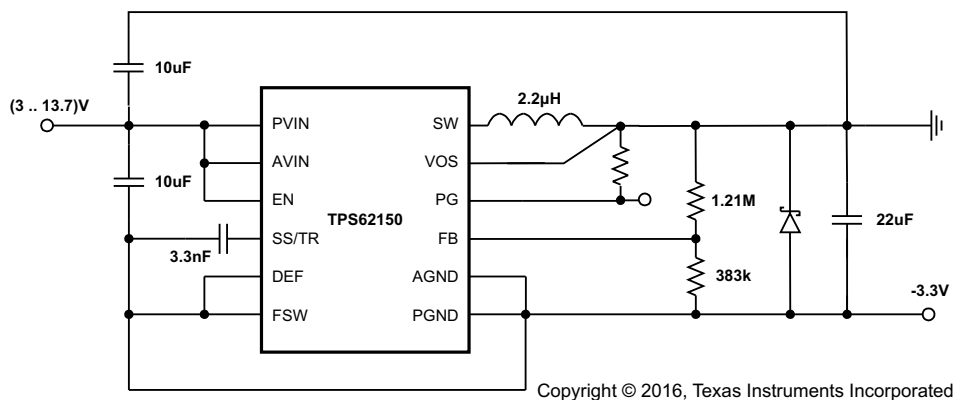 10uF
(3 .. 13.7)V
10uF
3.3nF
PVIN
AVIN
EN
SS/TR
DEF
FSW
TPS62150
SW
VOS
PG
FB
AGND
PGND
2.2µH
1.21M
383k
22uF
-3.3V
Copyright © 2016, Texas Instruments Incorporated